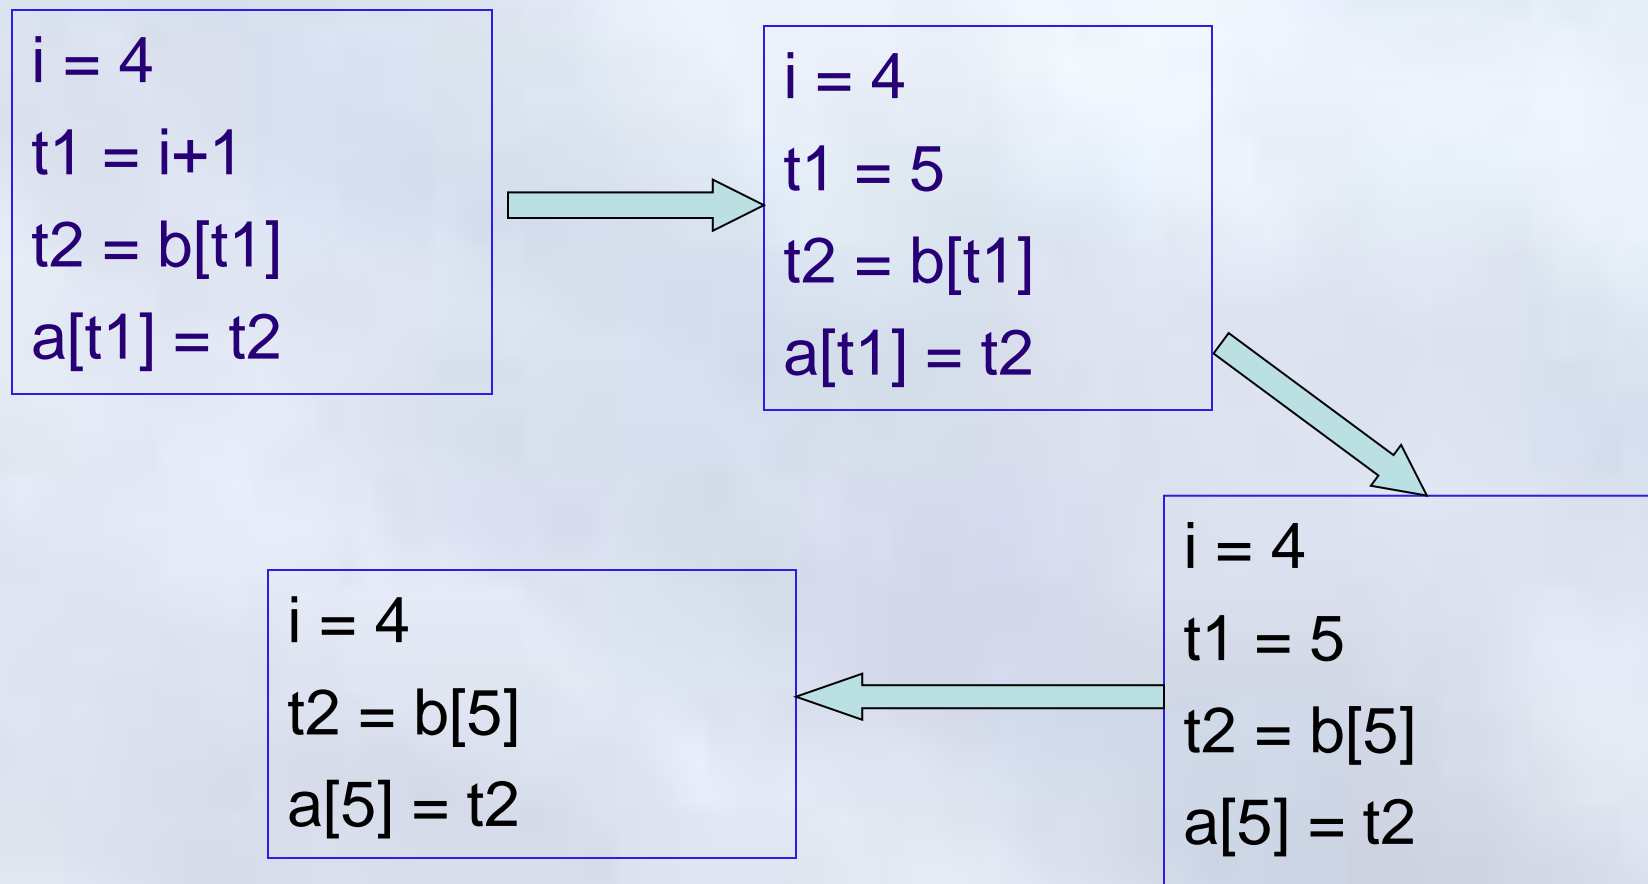 i = 4
t1 = i+1
t2 = b[t1]
a[t1] = t2
i = 4
t1 = 5
t2 = b[t1]
a[t1] = t2
i = 4
t1 = 5
t2 = b[5]
a[5] = t2
i = 4
t2 = b[5]
a[5] = t2